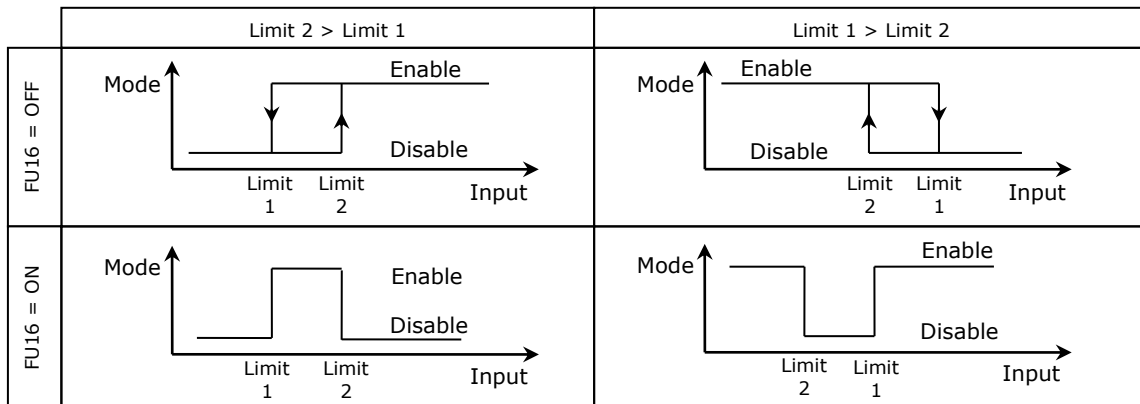 Limit 2 > Limit 1
Limit 1 > Limit 2
FU16 = OFF
Mode
Enable
Disable
Limit
1
Limit
2
Input
Mode
Enable
Disable
Limit
2
Limit
1
Input
FU16 = ON
Mode
Enable
Disable
Limit
1
Limit
2
Input
Mode
Enable
Disable
Limit
2
Limit
1
Input